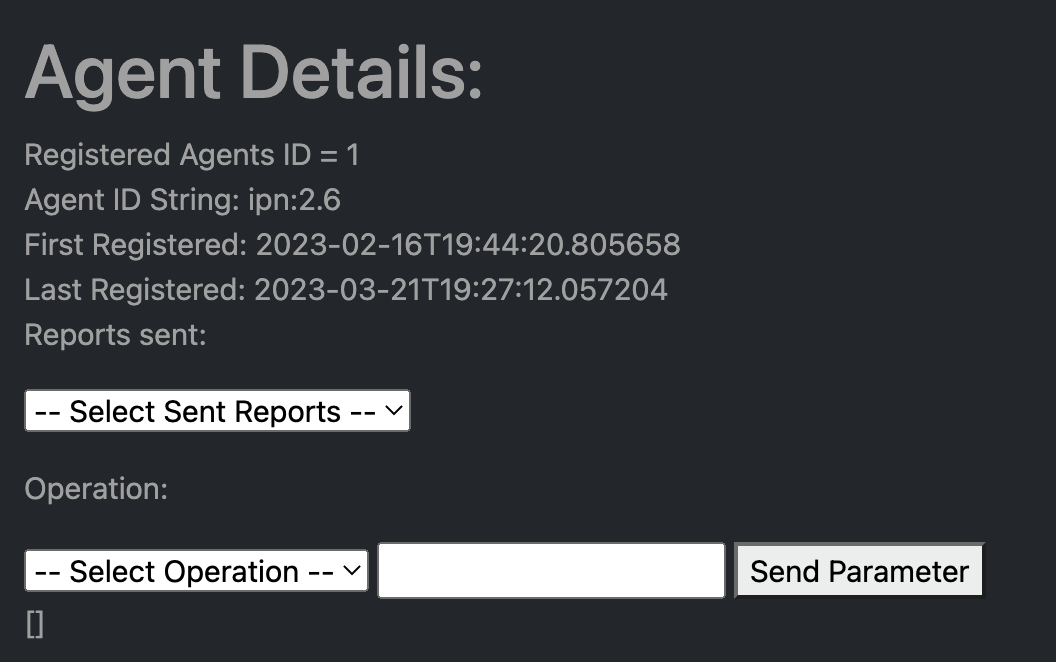 Agent Details:
Registered Agents ID = 1
Agent ID String: ipn:2.6
First Registered: 2023-02-16T19:44:20.805658
Last Registered: 2023-03-21T19:27:12.057204
Reports sent:
-- Select Sent Reports --
Operation:
-- Select Operation -- Send Parameter
[]